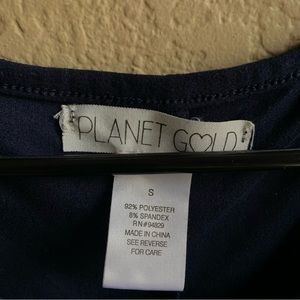 PLANET GOLD
S
92% POLYESTER
8% SPANDEX
RN#94829
MADE IN CHINA
SEE REVERSE
FOR CARE